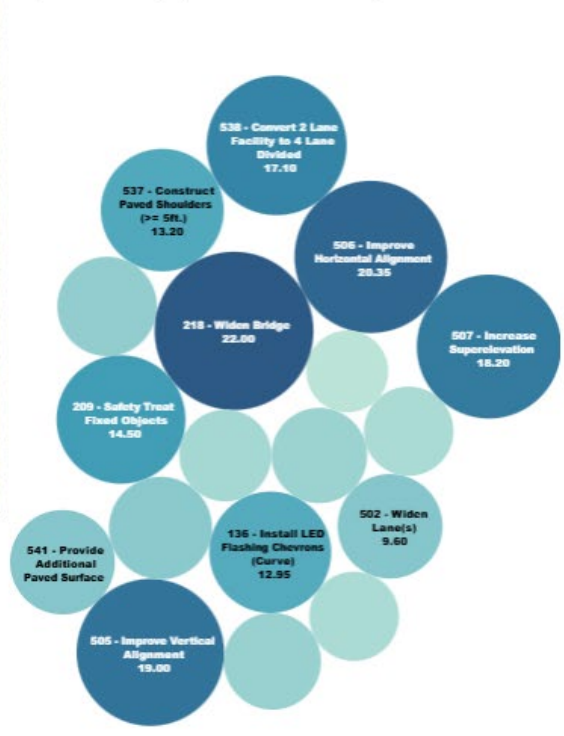 538 - Convert 2 Lane
Facility to 4 Lane
Divided
17.10
537 - Construct
Paved Shoulders
(>= 5ft.)
13.20
506 - Improve
Horizontal Alignment
20.35
218 - Widen Bridge
22.00
507 - Increase
Superelevation
18.20
209 - Safety Treat
Fixed Objects
14.50
502 - Widen
Lane(s)
9.60
136 - Install LED
Flashing Chevrons
(Curve)
12.95
541 - Provide
Additional
Paved Surface
505 - Improve Vertical
Alignment
19.00